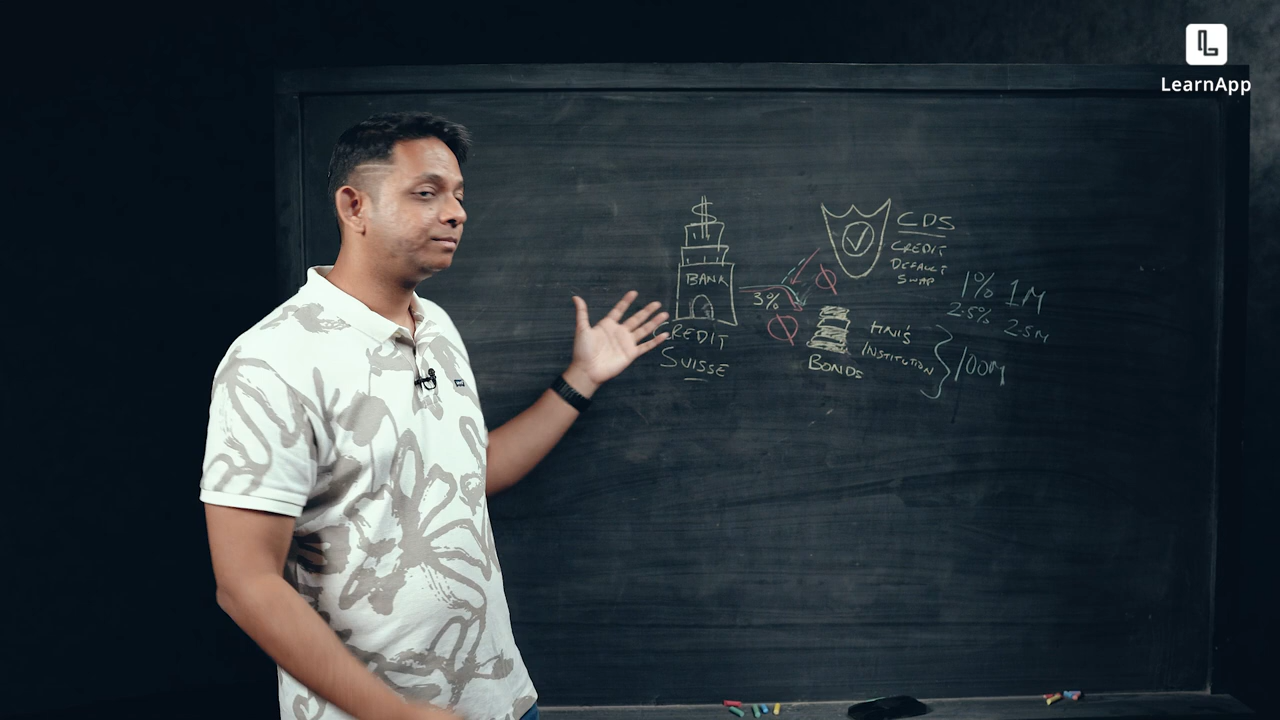 LearnApp
$
BANK
CREDIT
SUISSE
3%
CDS
CREDIT
DEFAULT
SWAP
BONDS
HNI'S
INSTITUTION
100M
1% 1M
2.5% 2.5M